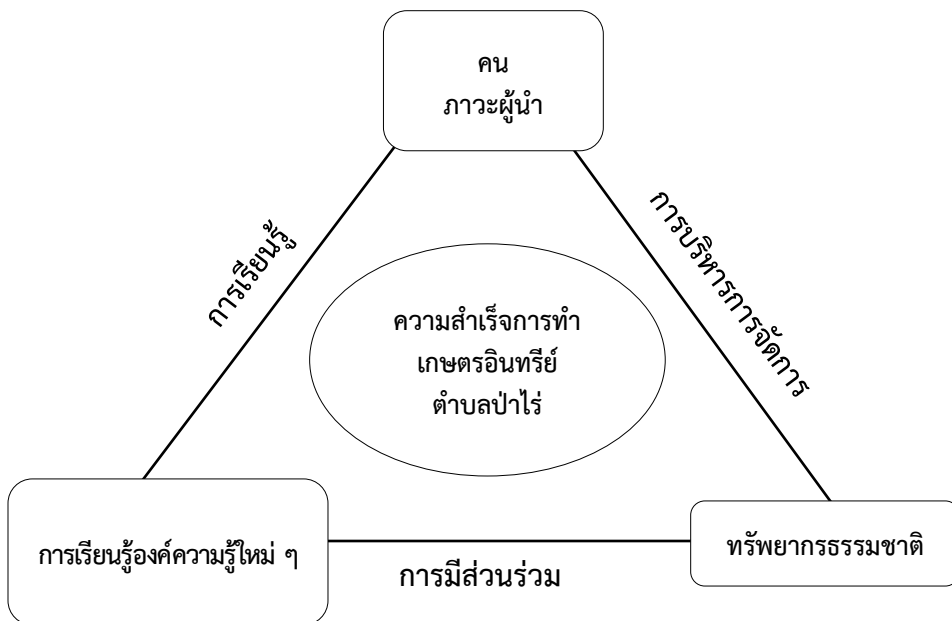 คน
ภาวะผู้นำ
การเรียนรู้
การบริหารการจัดการ
ความสำเร็จการทำ
เกษตรอินทรีย์
ตำบลป่าไร่
การเรียนรู้องค์ความรู้ใหม่ ๆ
ทรัพยากรธรรมชาติ
การมีส่วนร่วม